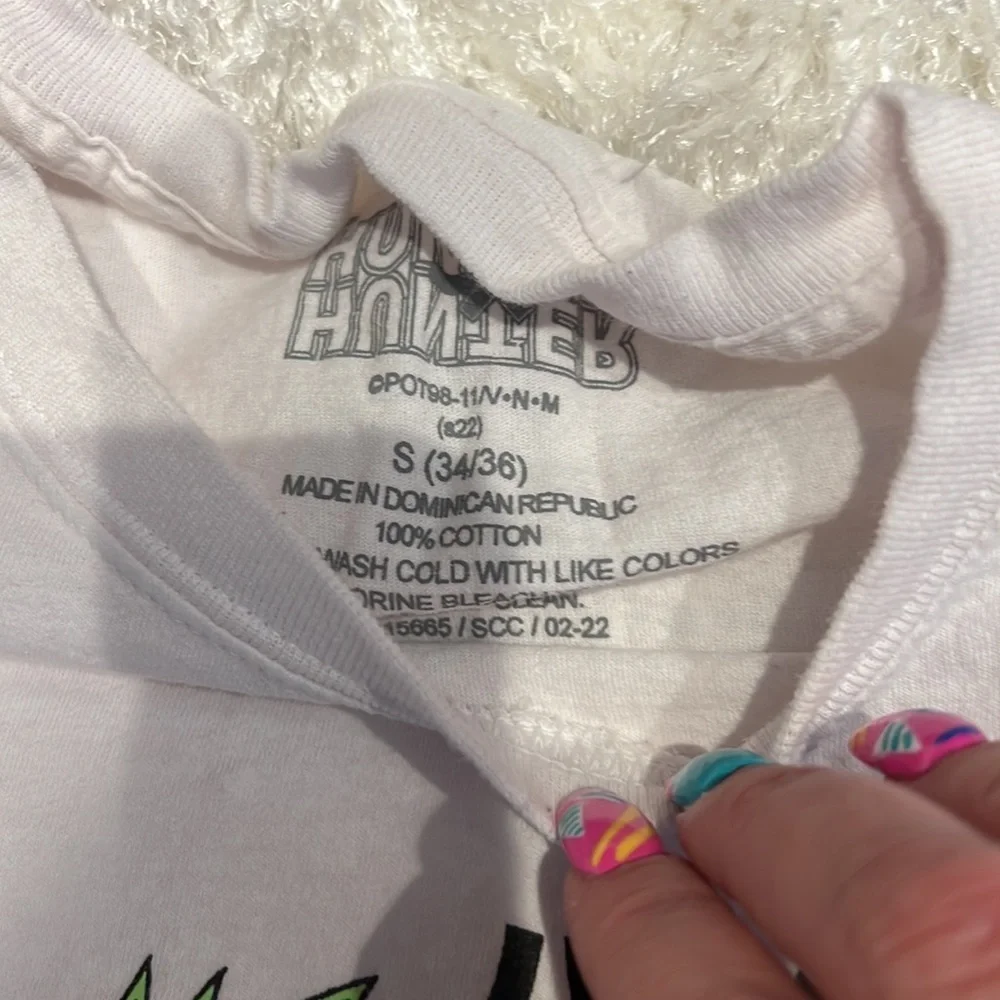 HUNTER
©POT98-11/V•N•M
(s22)
S (34/36)
MADE IN DOMINICAN REPUBLIC
100% COTTON
WASH COLD WITH LIKE COLORS
15665 / SCC / 02-22